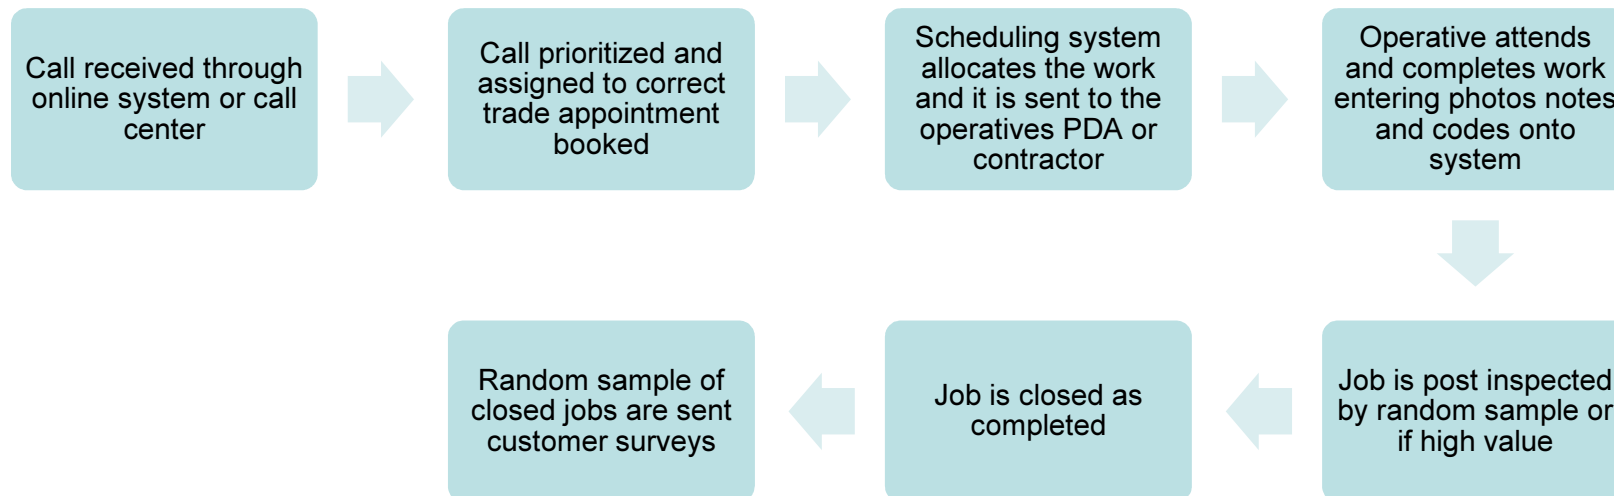 Call received through
online system or call
center
Call prioritized and
assigned to correct
trade appointment
booked
Scheduling system
allocates the work
and it is sent to the
operatives PDA or
contractor
Operative attends
and completes work
entering photos notes
and codes onto
system
Job is post inspected
by random sample or
if high value
Job is closed as
completed
Random sample of
closed jobs are sent
customer surveys